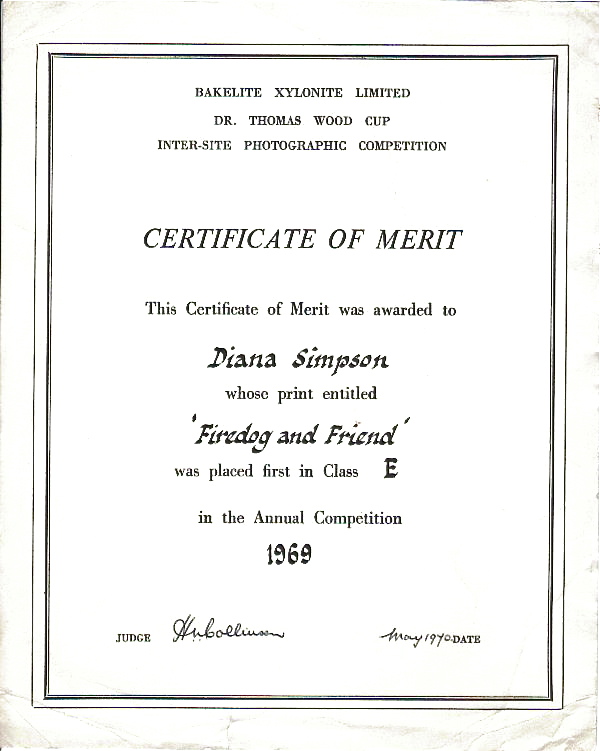 BAKELITE XYLONITE LIMITED
DR. THOMAS WOOD CUP
INTER-SITE PHOTOGRAPHIC COMPETITION
CERTIFICATE OF MERIT
This Certificate of Merit was awarded to
Diana Simpson
whose print entitled
'Firedog and Friend'
was placed first in Class E
in the Annual Competition
1969
JUDGE May 1970 DATE